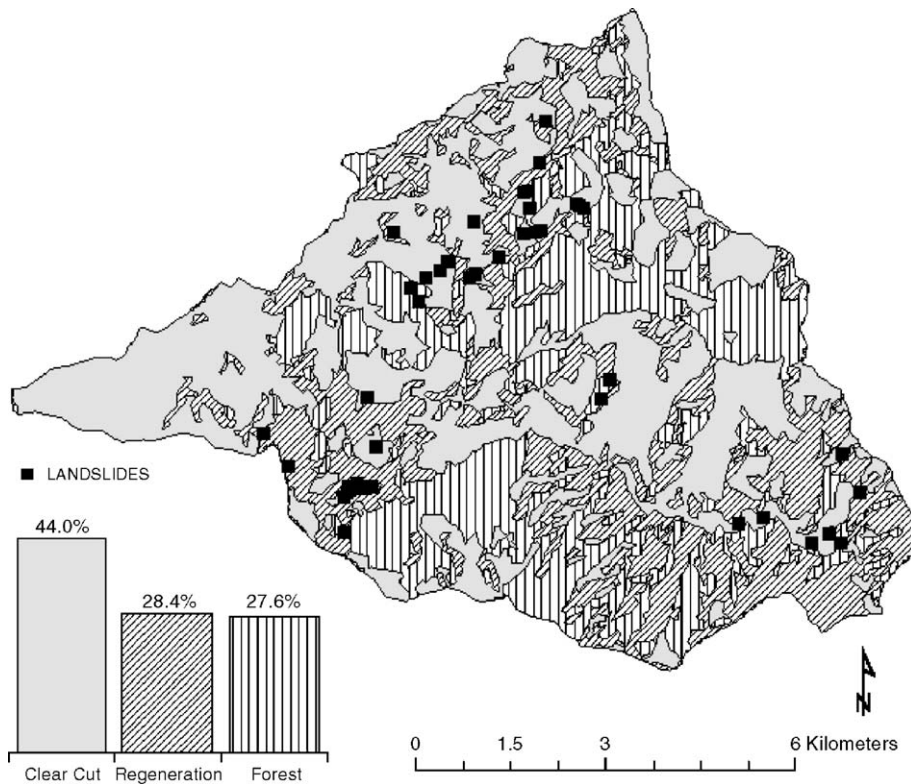 LANDSLIDES
44.0%
28.4%
27.6%
Clear Cut Regeneration Forest
N
0 1.5 3 6 Kilometers